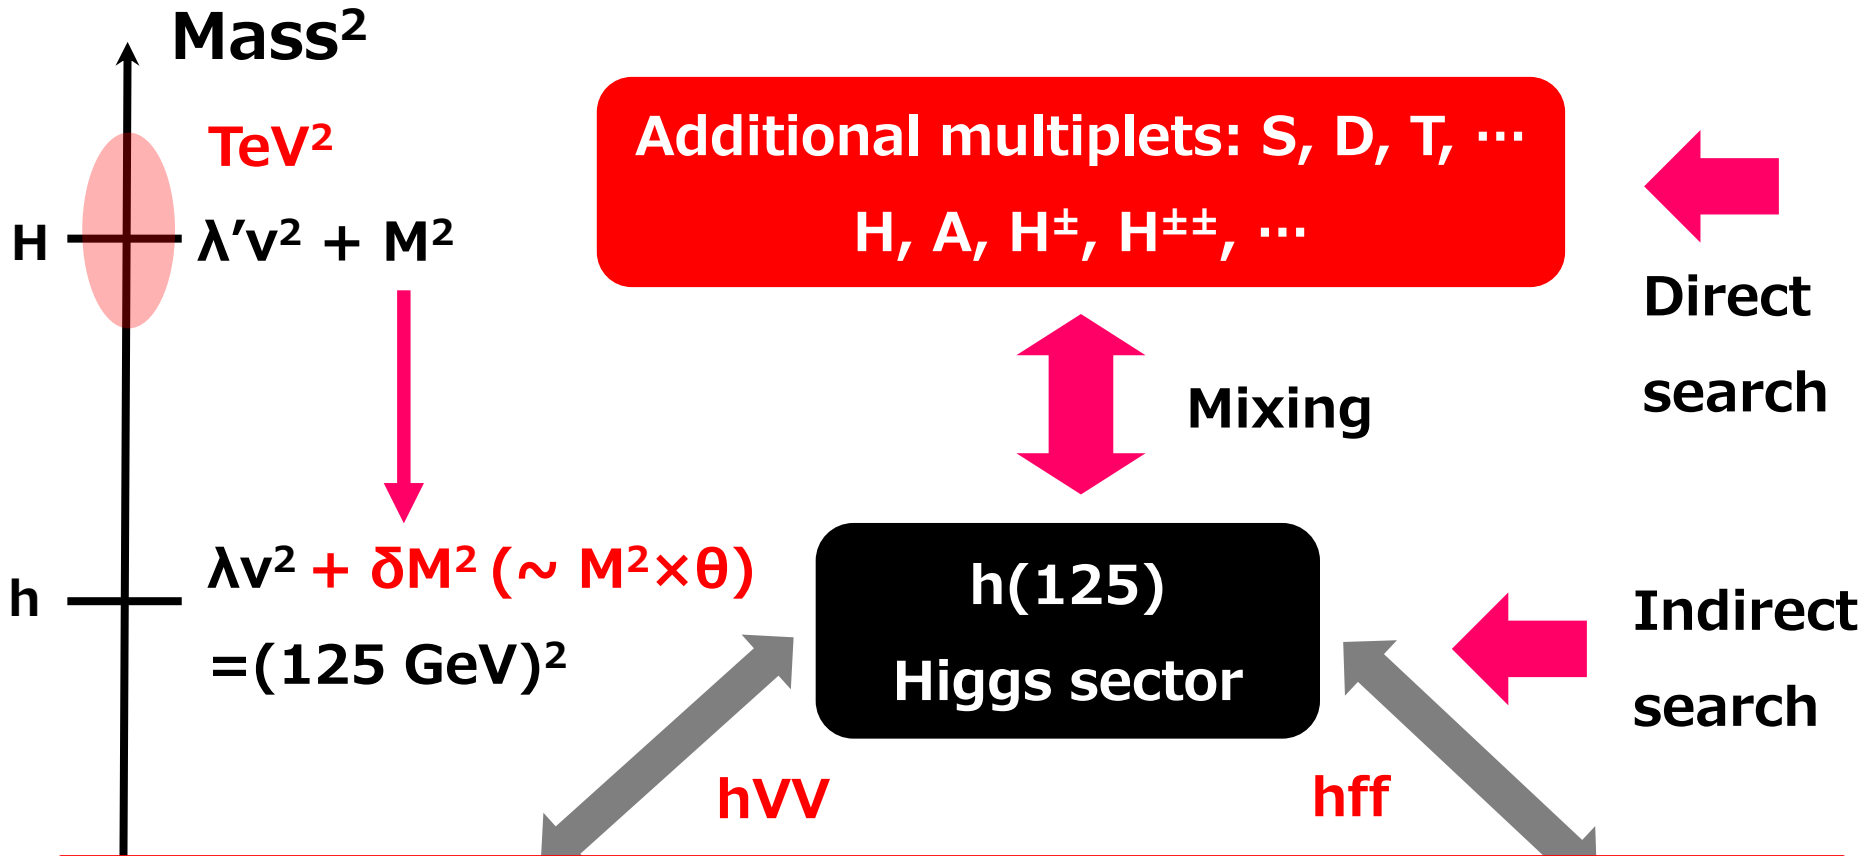 Mass²
TeV²
H
λ′v² + M²
Additional multiplets: S, D, T, ⋯
H, A, H±, H±±, ⋯
Direct
search
Mixing
h
λv² + δM² (~ M²×θ)
=(125 GeV)²
h(125)
Higgs sector
Indirect
search
hVV
hff